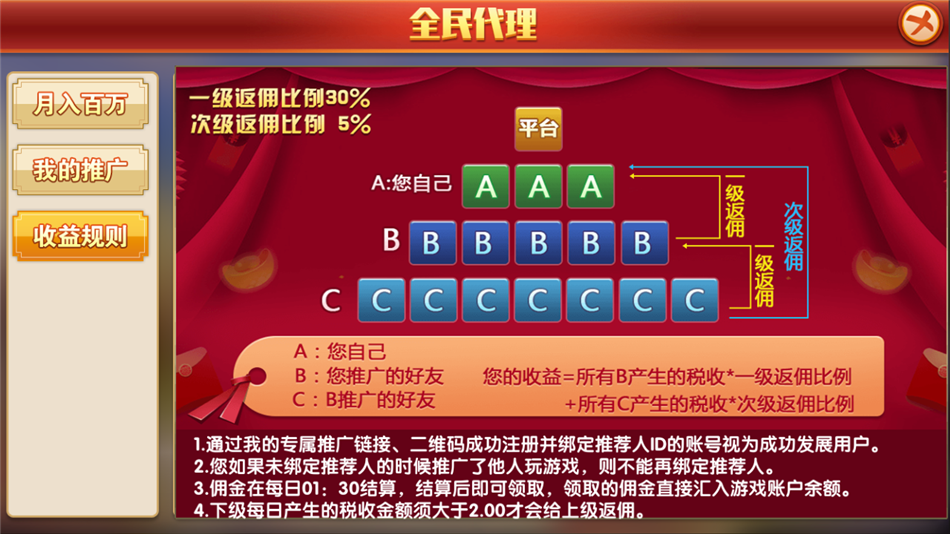 全民代理
月入百万
我的推广
收益规则
一级返佣比例30%
次级返佣比例 5%
平台
A:您自己 A A A
B B B B B B
C C C C C C C C
一级返佣
一级返佣
次级返佣
A：您自己
B：您推广的好友
C：B推广的好友
您的收益=所有B产生的税收*一级返佣比例
+所有C产生的税收*次级返佣比例
1.通过我的专属推广链接、二维码成功注册并绑定推荐人ID的账号视为成功发展用户。
2.您如果未绑定推荐人的时候推广了他人玩游戏，则不能再绑定推荐人。
3.佣金在每日01：30结算，结算后即可领取，领取的佣金直接汇入游戏账户余额。
4.下级每日产生的税收金额须大于2.00才会给上级返佣。